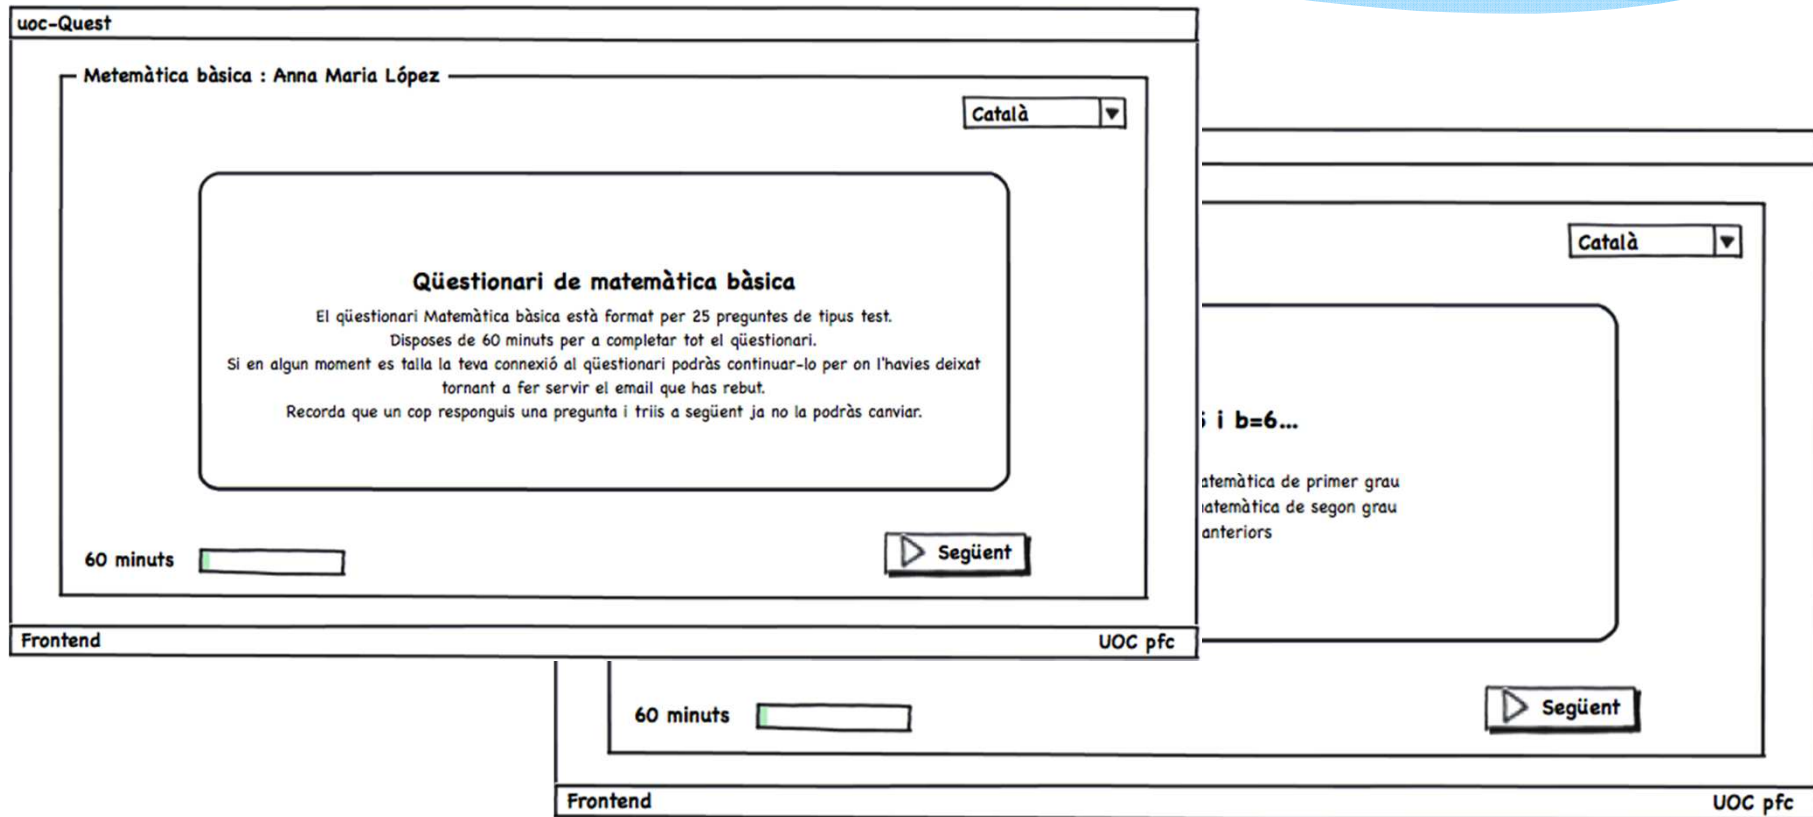 uoc-Quest
Metemàtica bàsica : Anna Maria López
Català
Qüestionari de matemàtica bàsica
El qüestionari Matemàtica bàsica està format per 25 preguntes de tipus test.
Disposes de 60 minuts per a completar tot el qüestionari.
Si en algun moment es talla la teva connexió al qüestionari podràs continuar-lo per on l'havies deixat
tornant a fer servir el email que has rebut.
Recorda que un cop responguis una pregunta i triis a següent ja no la podràs canviar.
60 minuts
Següent
Frontend
UOC pfc
Català
i b=6...
de primer grau
de segon grau
anteriors
60 minuts
Següent
Frontend
UOC pfc